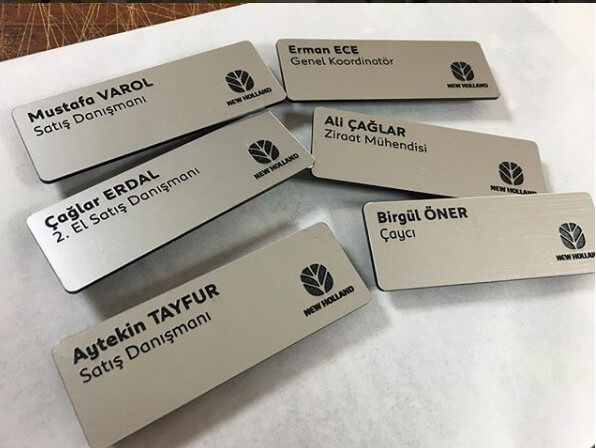 Mustafa VAROL
Satış Danışmanı
NEW HOLLAND
Erman ECE
Genel Koordinatör
NEW HOLLAND
Çağlar ERDAL
2. El Satış Danışmanı
NEW HOLLAND
Ali ÇAĞLAR
Ziraat Mühendisi
NEW HOLLAND
Aytekin TAYFUR
Satış Danışmanı
NEW HOLLAND
Birgül ÖNER
Çaycı
NEW HOLLAND